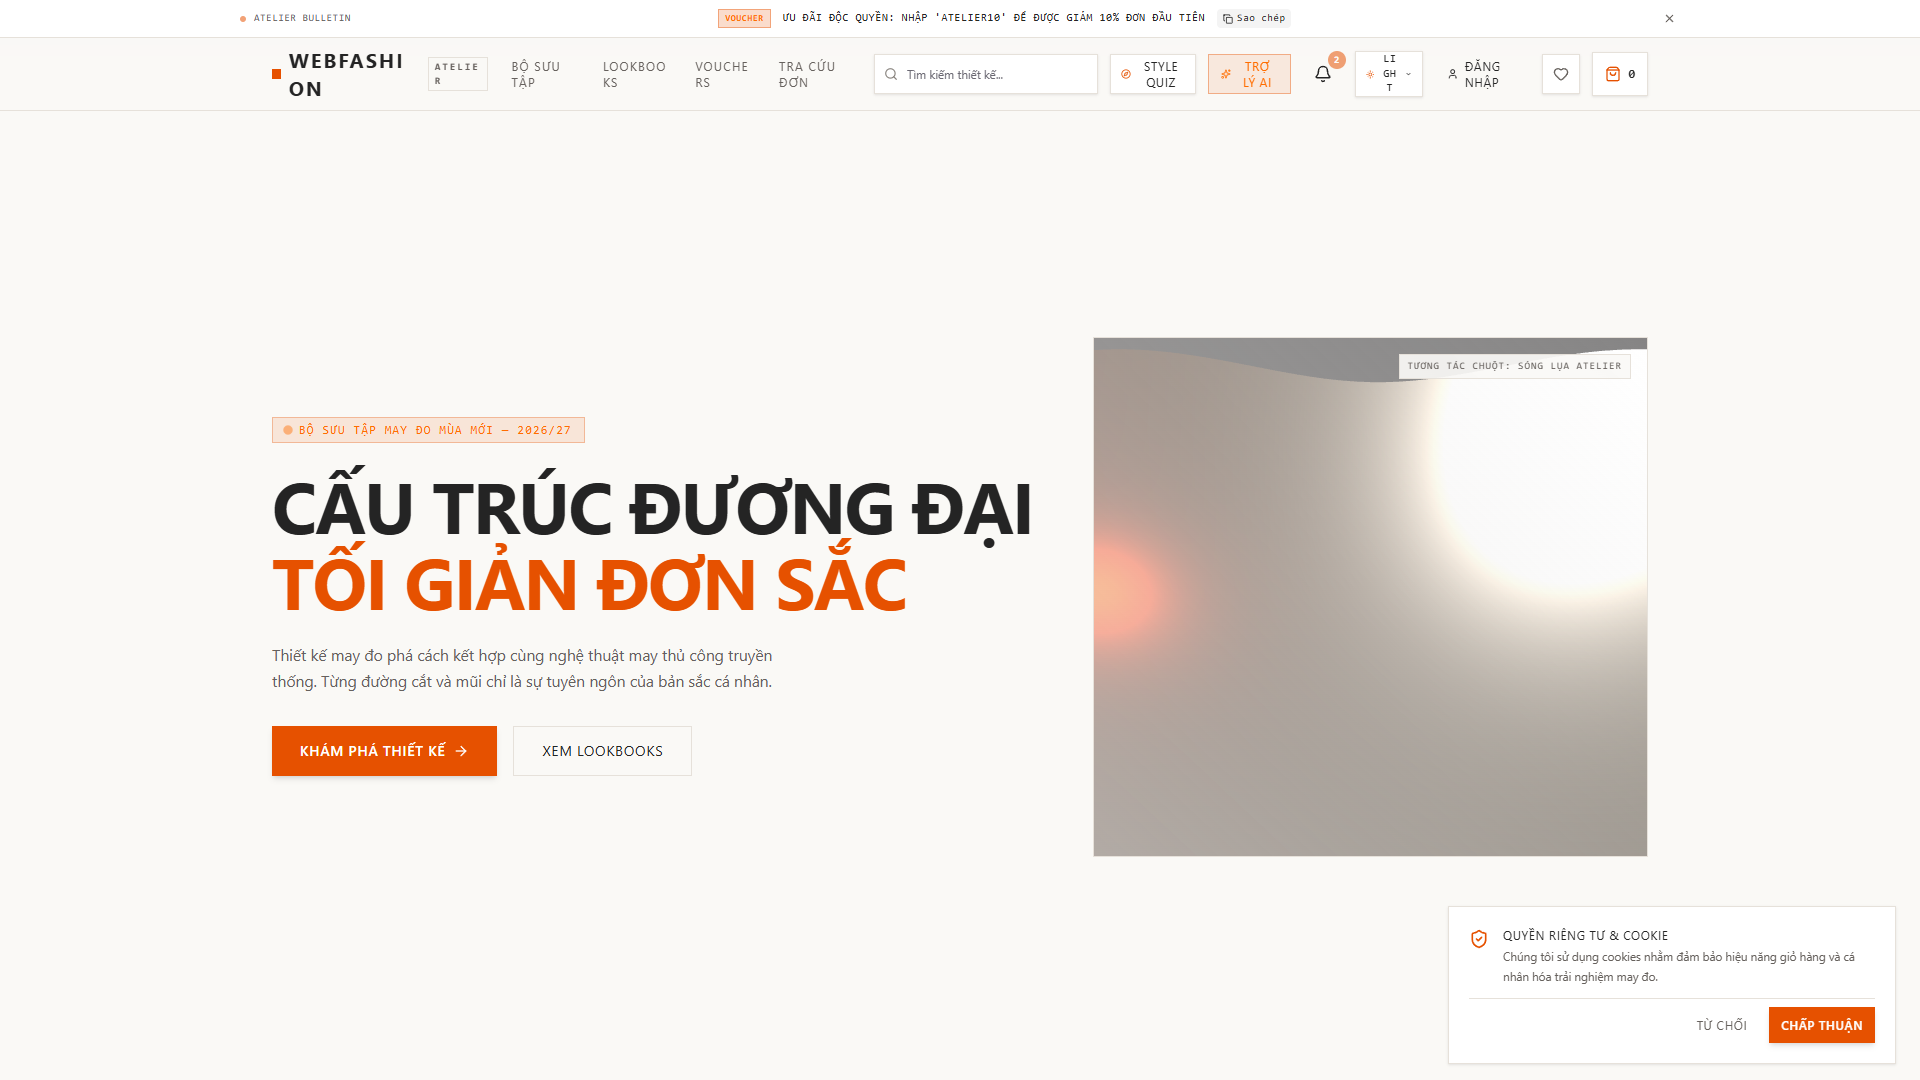 ATELIER BULLETIN
VOUCHER
ƯU ĐÃI ĐỘC QUYỀN: NHẬP 'ATELIER10' ĐỂ ĐƯỢC GIẢM 10% ĐƠN ĐẦU TIÊN
Sao chép
WEBFASHI
ON
ATELIE
R
BỘ SƯU
TẬP
LOOKBOO
KS
VOUCHE
RS
TRA CỨU
ĐƠN
Tìm kiếm thiết kế...
STYLE
QUIZ
TRỢ
LÝ AI
2
LI
GH
T
ĐĂNG
NHẬP
0
TƯƠNG TÁC CHUỘT: SÓNG LỤA ATELIER
BỘ SƯU TẬP MAY ĐO MÙA MỚI — 2026/27
CẤU TRÚC ĐƯƠNG ĐẠI
TỐI GIẢN ĐƠN SẮC
Thiết kế may đo phá cách kết hợp cùng nghệ thuật may thủ công truyền
thống. Từng đường cắt và mũi chỉ là sự tuyên ngôn của bản sắc cá nhân.
KHÁM PHÁ THIẾT KẾ
XEM LOOKBOOKS
QUYỀN RIÊNG TƯ & COOKIE
Chúng tôi sử dụng cookies nhằm đảm bảo hiệu năng giỏ hàng và cá
nhân hóa trải nghiệm may đo.
TỪ CHỐI
CHẤP THUẬN